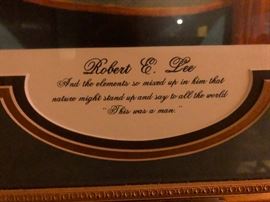 Robert E. Lee
And the elements so mixed up in him that
nature might stand up and say to all the world
"This was a man."